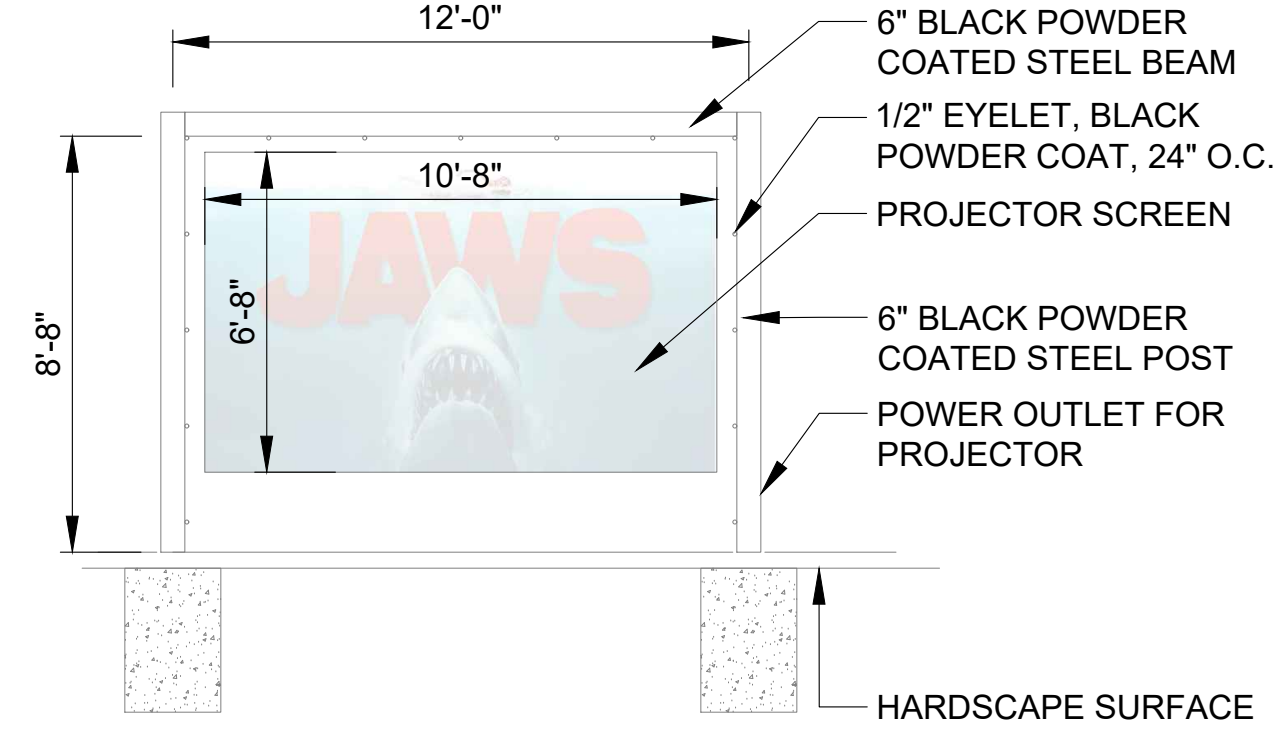 12'-0"
6" BLACK POWDER
COATED STEEL BEAM
1/2" EYELET, BLACK
POWDER COAT, 24" O.C.
10'-8"
PROJECTOR SCREEN
JAWS
6'-8"
8'-8"
6" BLACK POWDER
COATED STEEL POST
POWER OUTLET FOR
PROJECTOR
HARDSCAPE SURFACE